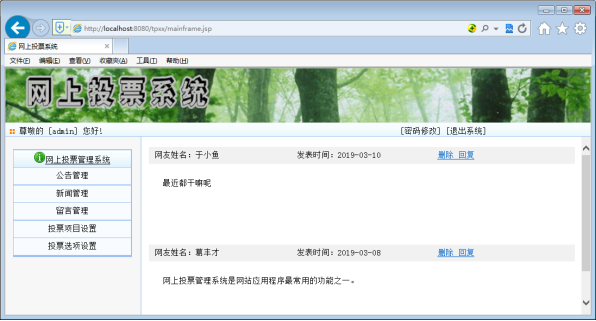 http://localhost:8080/tpxx/mainframe.jsp
网上投票系统
文件(F) 编辑(E) 查看(V) 收藏夹(A) 工具(T) 帮助(H)
网上投票系统
尊敬的 [admin] 您好! [密码修改] [退出系统]
网上投票管理系统
公告管理
新闻管理
留言管理
投票项目设置
投票选项设置
网友姓名：于小鱼 发表时间：2019-03-10 删除 回复
最近都干嘛呢
网友姓名：葛丰才 发表时间：2019-03-08 删除 回复
网上投票管理系统是网站应用程序最常用的功能之一。